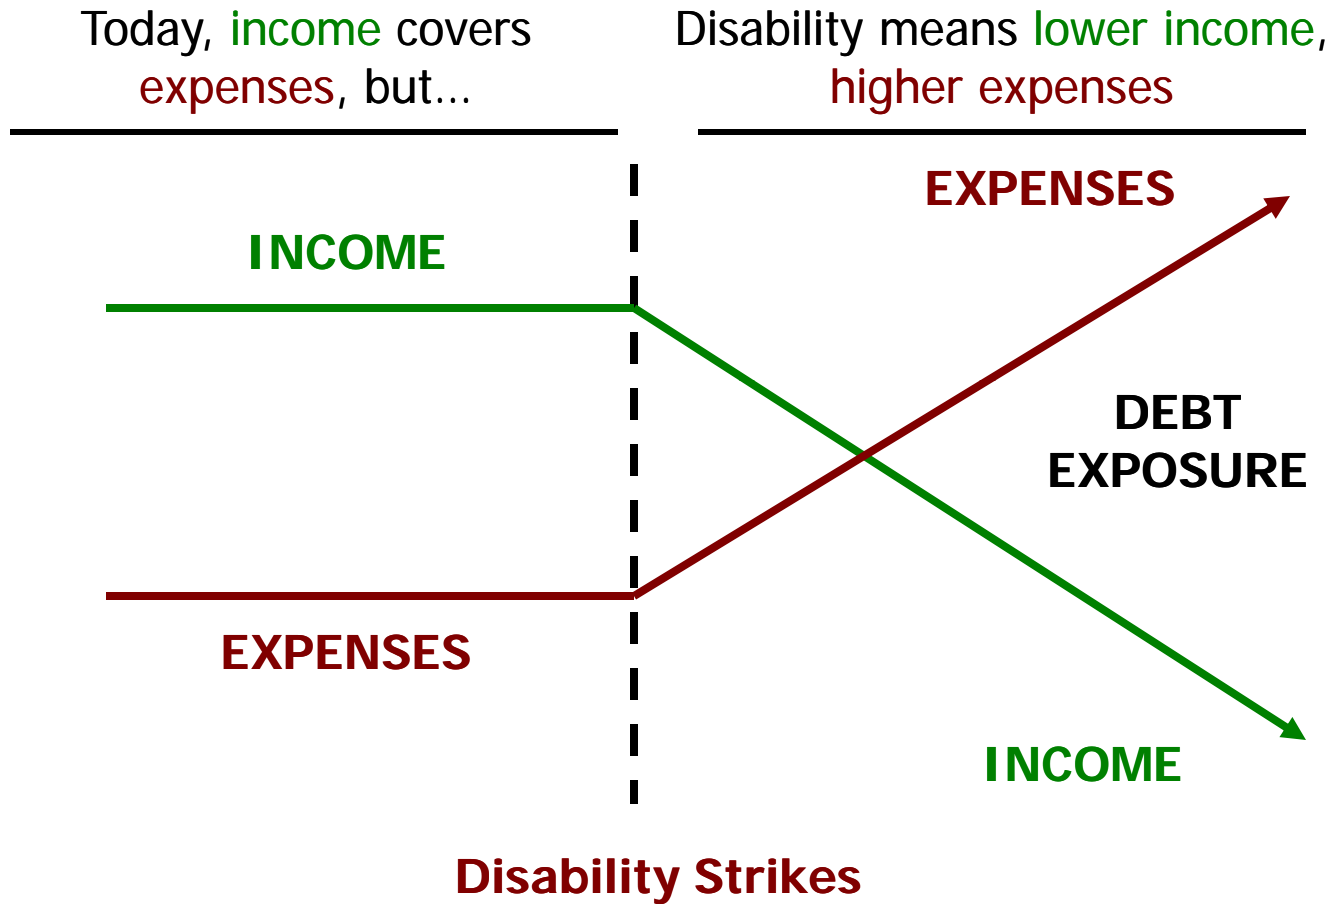 Today, income covers
expenses, but...
Disability means lower income,
higher expenses
EXPENSES
INCOME
DEBT
EXPOSURE
EXPENSES
INCOME
Disability Strikes